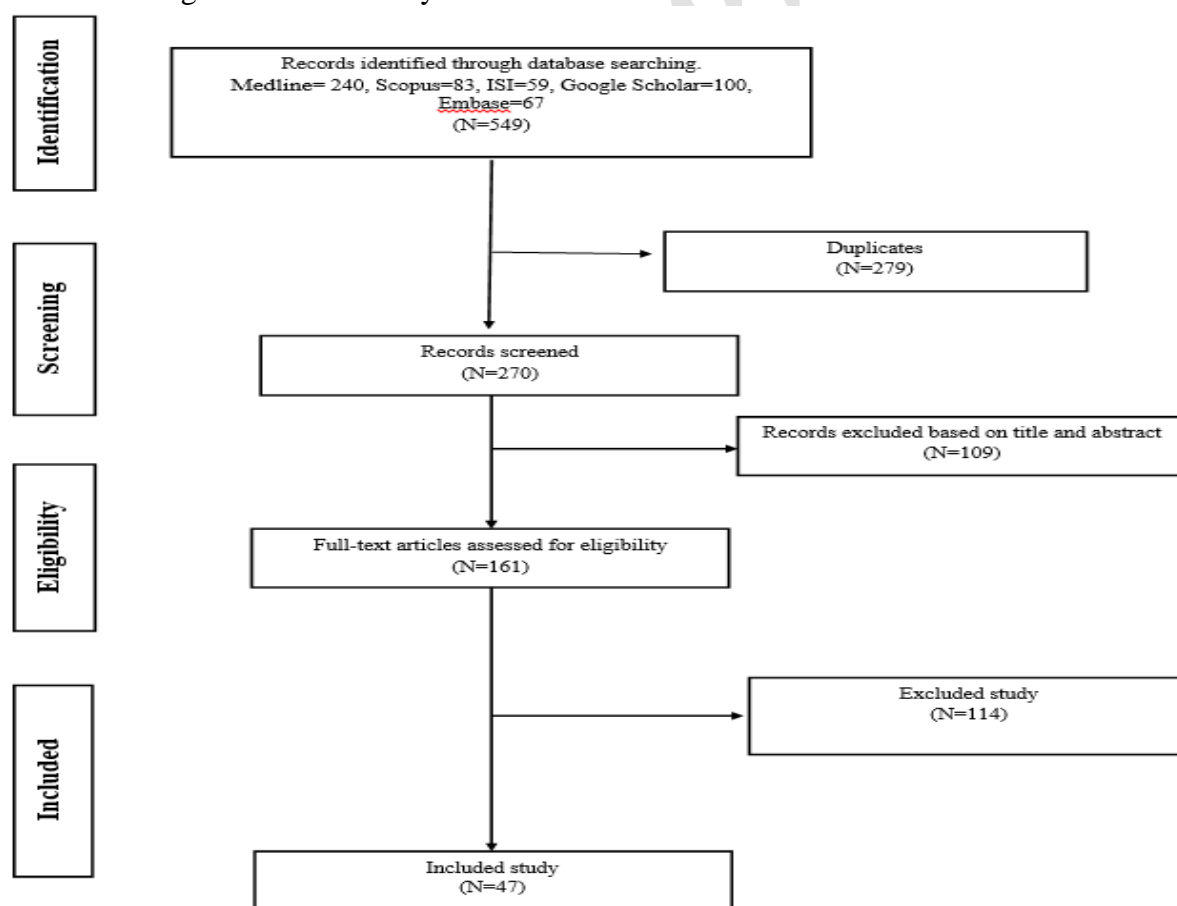 Identification
Records identified through database searching.
Medline= 240, Scopus=83, ISI=59, Google Scholar=100,
Embase=67
(N=549)
Duplicates
(N=279)
Screening
Records screened
(N=270)
Records excluded based on title and abstract
(N=109)
Eligibility
Full-text articles assessed for eligibility
(N=161)
Excluded study
(N=114)
Included
Included study
(N=47)